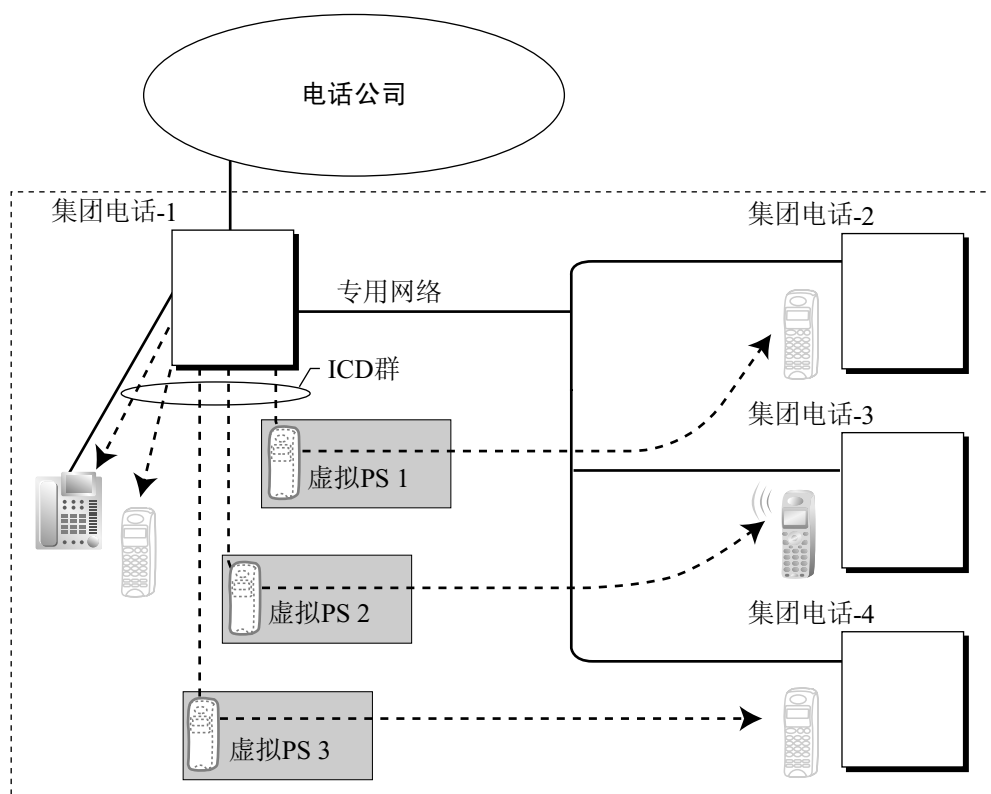 电话公司
集团电话-1
集团电话-2
专用网络
ICD群
集团电话-3
虚拟PS 1
虚拟PS 2
集团电话-4
虚拟PS 3